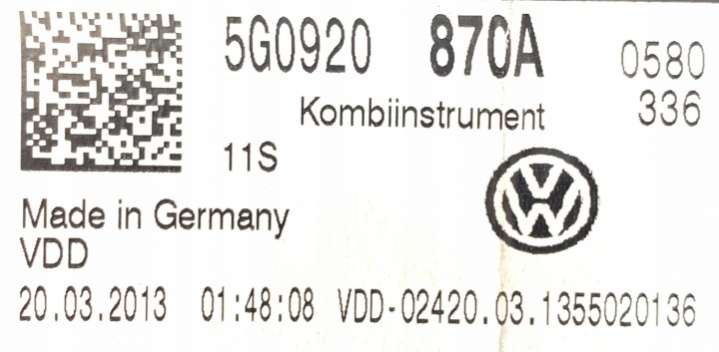 5G0920 870A 0580
Kombiinstrument 336
11S
Made in Germany
VDD
20.03.2013 01:48:08 VDD-02420.03.1355020136